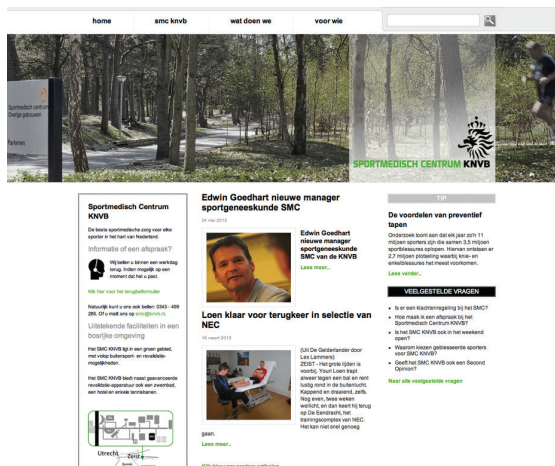 home
smc knvb
wat doen we
voor wie
Sportmedisch centrum
Overige gebouwen
Parkeren
SPORTMEDISCH CENTRUM KNVB
Sportmedisch Centrum
KNVB
De beste sportmedische zorg voor elke
sporter in het hart van Nederland.
Informatie of een afspraak?
Wij bellen u binnen een werkdag
terug. Indien mogelijk op een
moment dat het u past.
Klik hier voor het terugbelformulier
Natuurlijk kunt u ons ook bellen: 0343 - 499
265. Of u mailt ons op smc@knvb.nl.
Uitstekende faciliteiten in een
bosrijke omgeving
Het SMC KNVB ligt in een groen gebied,
met volop buitensport- en revalidatie-
mogelijkheden.
Het SMC KNVB biedt naast geavanceerde
revalidatie-apparatuur ook een zwembad,
een hotel en enkele tennisbanen.
Utrecht
Zeist
Edwin Goedhart nieuwe manager
sportgeneeskunde SMC
24 mei 2013
Edwin Goedhart
nieuwe manager
sportgeneeskunde
SMC van de KNVB
Lees meer..
Loen klaar voor terugkeer in selectie van
NEC
18 maart 2013
(Uit De Gelderlander door
Lex Lammers)
ZEIST - Het grote lijden is
voorbij. Youri Loen trapt
alweer tegen een bal en rent
lustig rond in de buitenlucht.
Kappend en draaiend, zelfs.
Nog even, twee weken
wellicht, en dan keert hij terug
op De Eendracht, het
trainingscomplex van NEC.
Het kan niet snel genoeg
gaan.
Lees meer..
TIP
De voordelen van preventief
tapen
Onderzoek toont aan dat elk jaar zo'n 11
miljoen sporters zijn die samen 3,5 miljoen
sportblessures oplopen. Hiervan ontstaan er
2,7 miljoen plotseling waarbij knie- en
enkelblessures het meest voorkomen.
Lees verder..
VEELGESTELDE VRAGEN
Is er een klachtenregeling bij het SMC?
Hoe maak ik een afspraak bij het
Sportmedisch Centrum KNVB?
Is het SMC KNVB ook in het weekend
open?
Waarom kiezen geblesseerde sporters
voor SMC KNVB?
Geeft het SMC KNVB ook een Second
Opinion?
Naar alle veelgestelde vragen